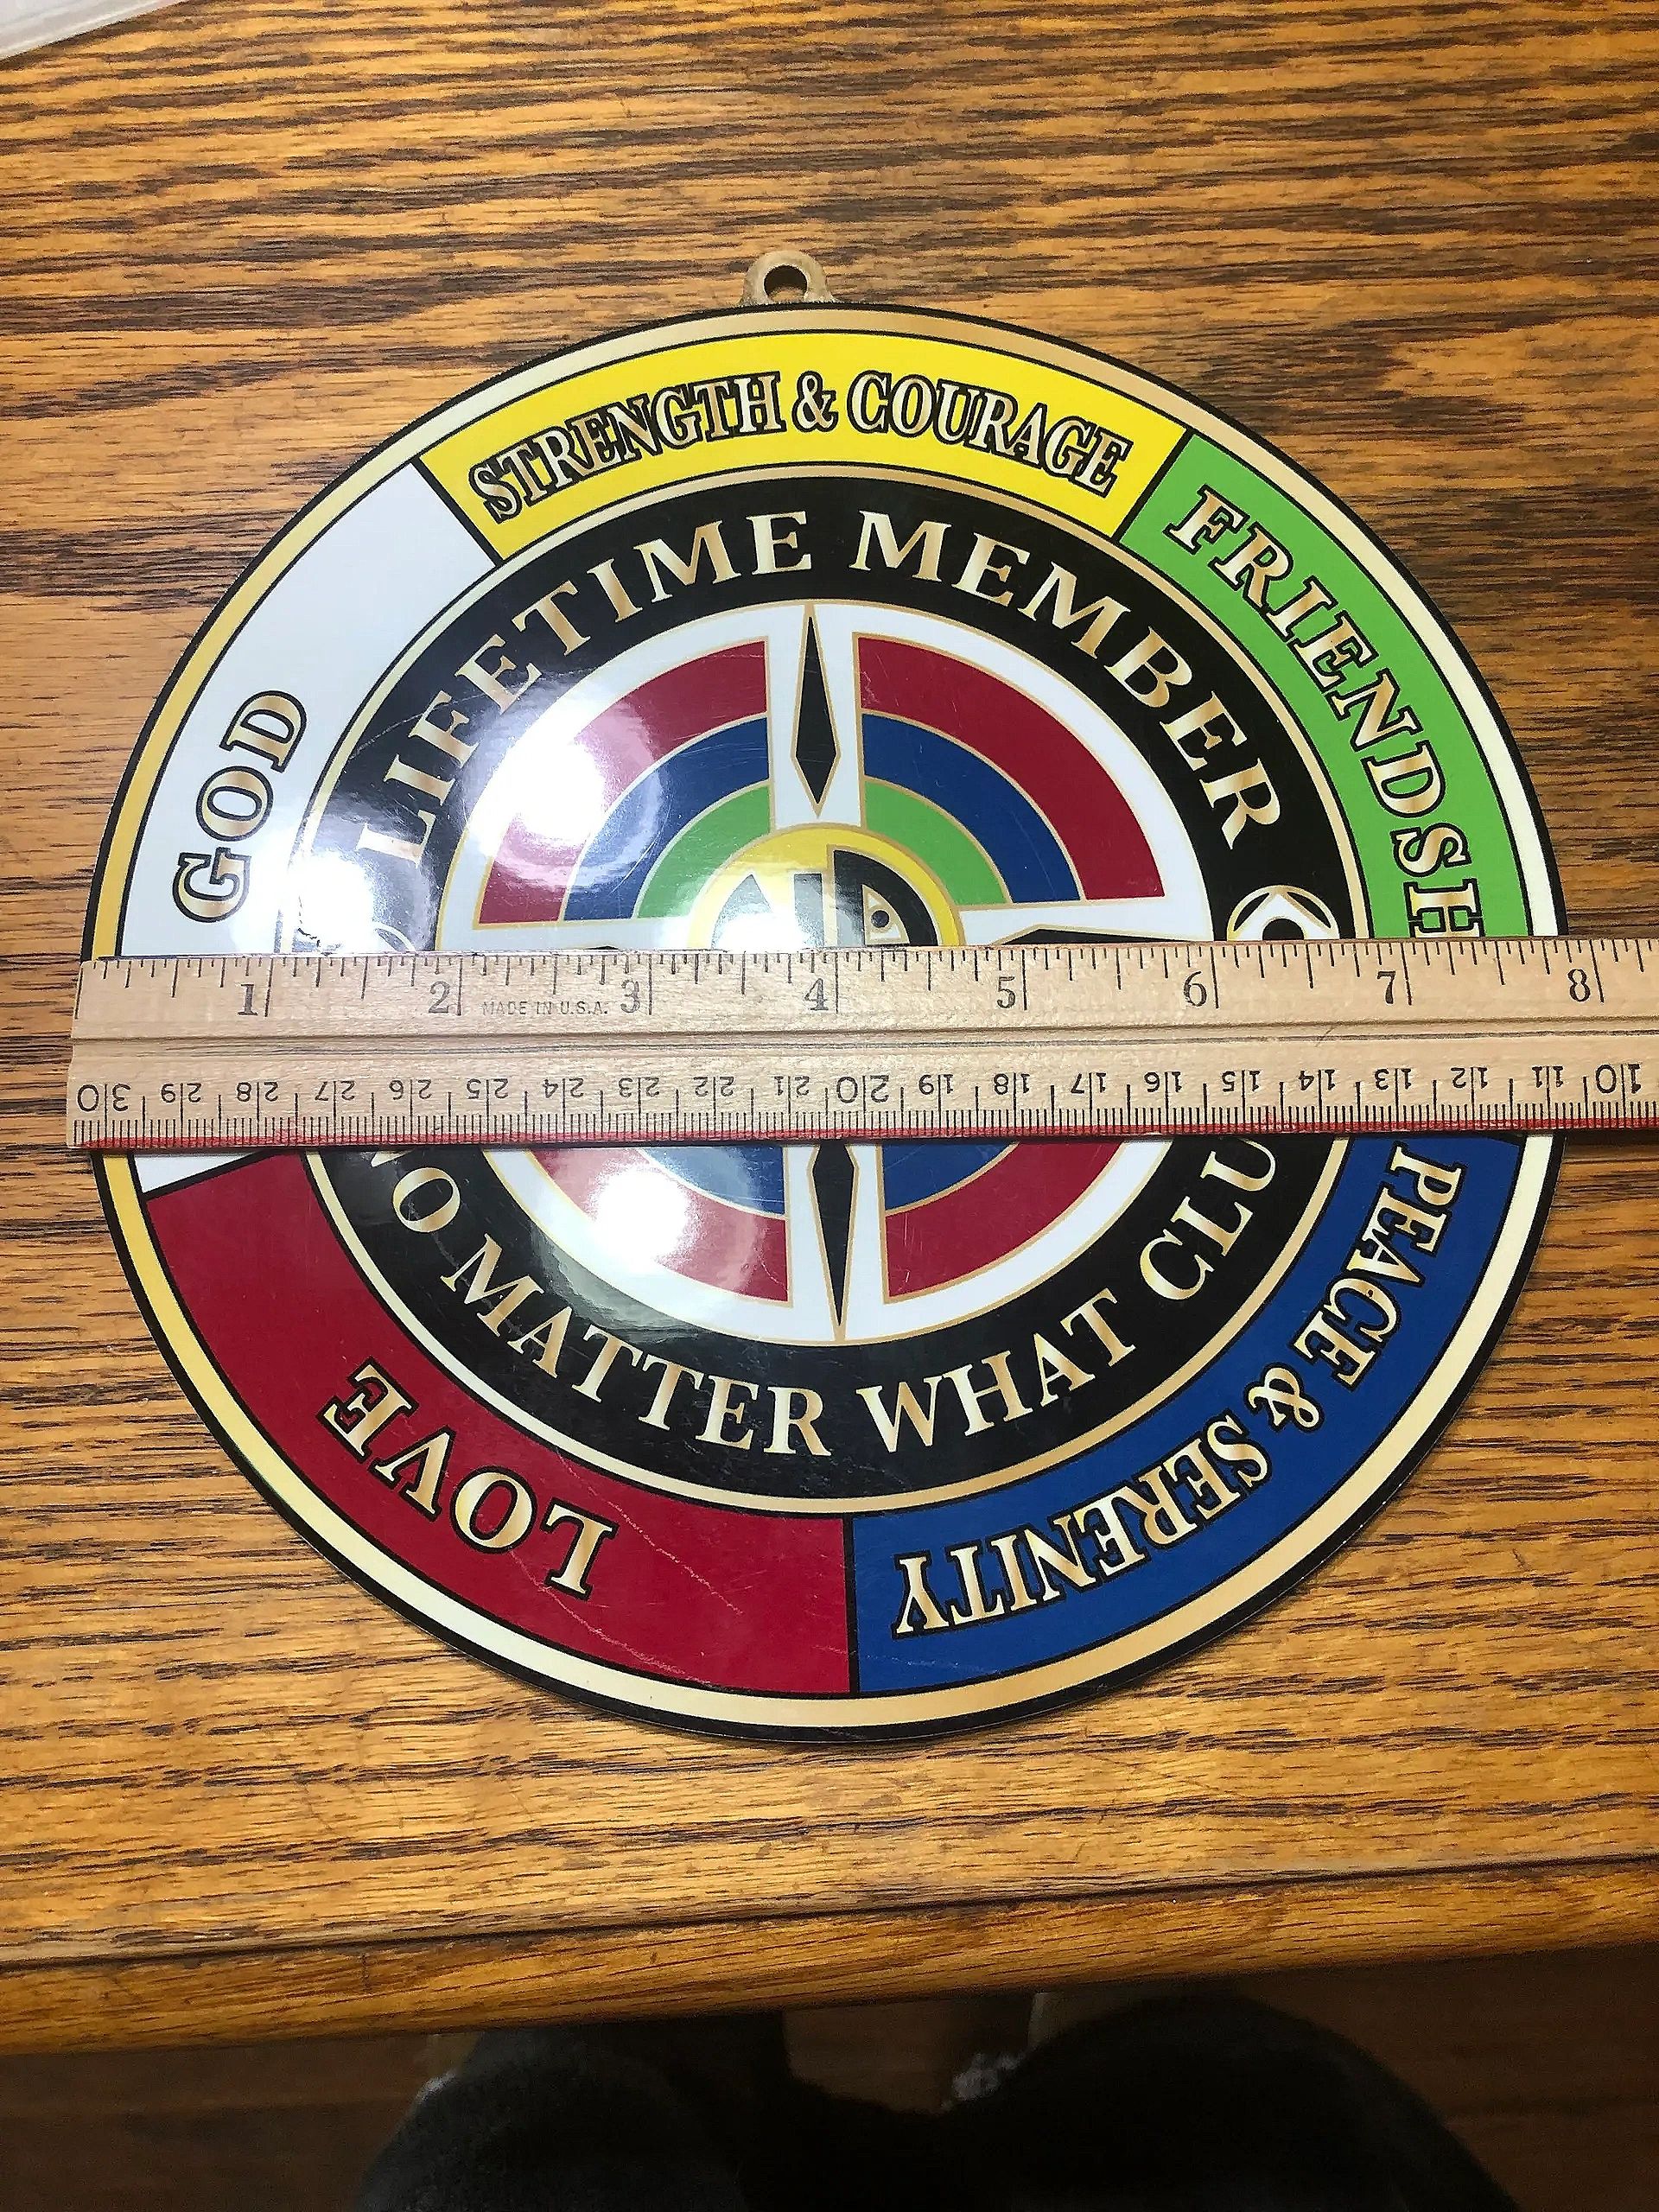 STRENGTH & COURAGE
FRIENDSH
GOD
LIFETIME MEMBER
1 2 3 4 5 6 7 8
MADE IN U.S.A.
30 29 28 27 26 25 24 23 22 21 20 19 18 17 16 15 14 13 12 11 10
NO MATTER WHAT CLU
PEACE & SERENITY
LOVE